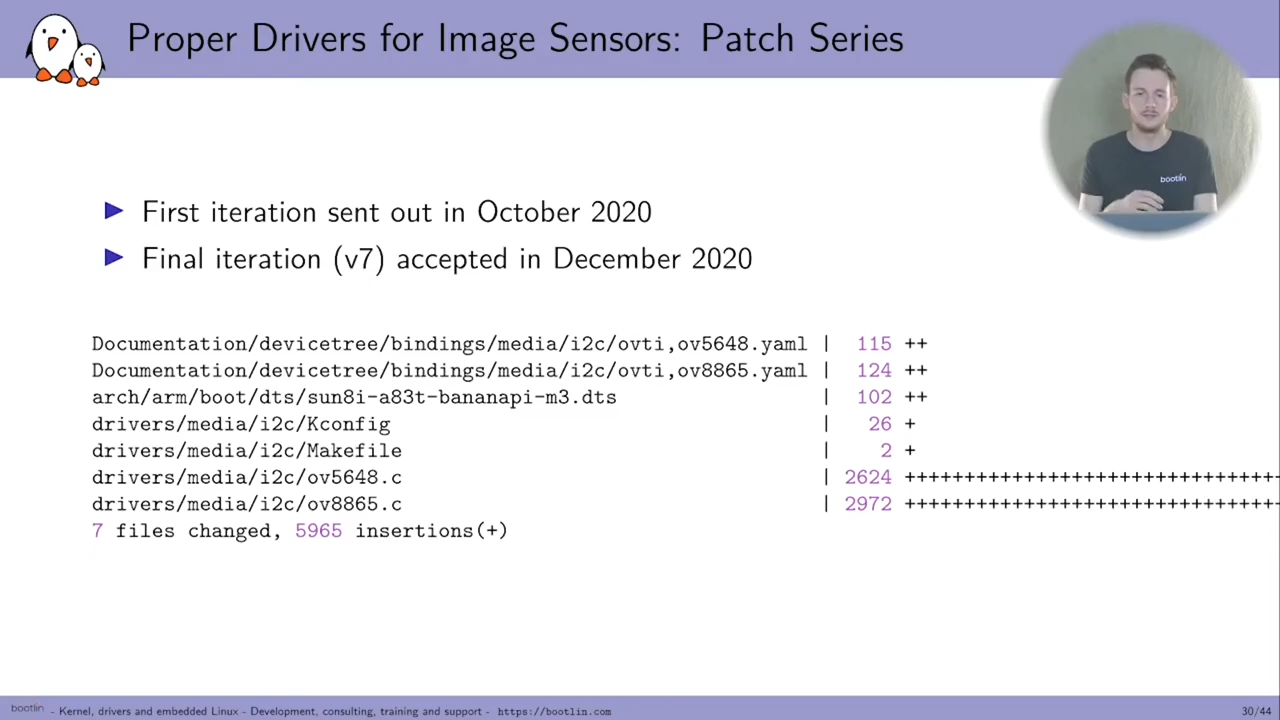 Proper Drivers for Image Sensors: Patch Series
bootlin
▶ First iteration sent out in October 2020
▶ Final iteration (v7) accepted in December 2020
Documentation/devicetree/bindings/media/i2c/ovti,ov5648.yaml | 115 ++
Documentation/devicetree/bindings/media/i2c/ovti,ov8865.yaml | 124 ++
arch/arm/boot/dts/sun8i-a83t-bananapi-m3.dts | 102 ++
drivers/media/i2c/Kconfig | 26 +
drivers/media/i2c/Makefile | 2 +
drivers/media/i2c/ov5648.c | 2624 ++++++++++++++++++++++++++++++++
drivers/media/i2c/ov8865.c | 2972 ++++++++++++++++++++++++++++++++
7 files changed, 5965 insertions(+)
bootlin - Kernel, drivers and embedded Linux - Development, consulting, training and support - https://bootlin.com 30/44